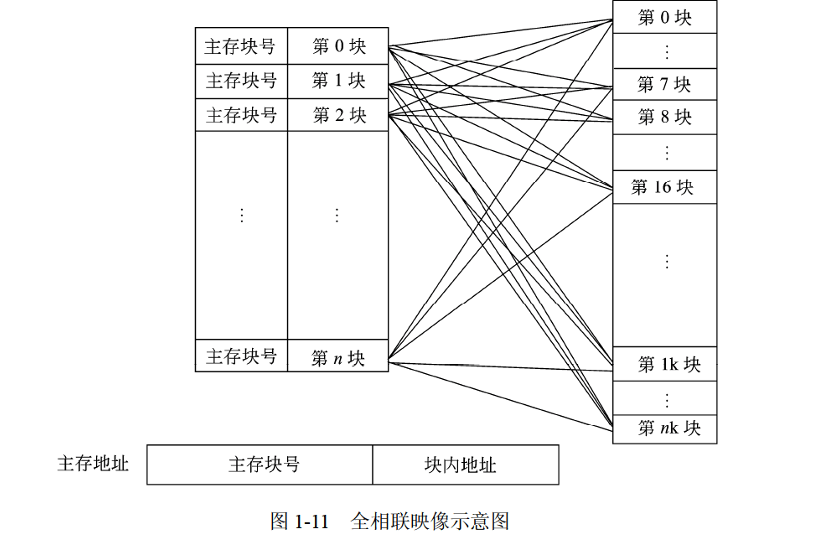 主存块号 第 0 块
主存块号 第 1 块
主存块号 第 2 块
⋮ ⋮
主存块号 第 n 块
第 0 块
⋮
第 7 块
第 8 块
⋮
第 16 块
⋮
第 1k 块
⋮
第 nk 块
主存地址 主存块号 块内地址
图 1-11 全相联映像示意图